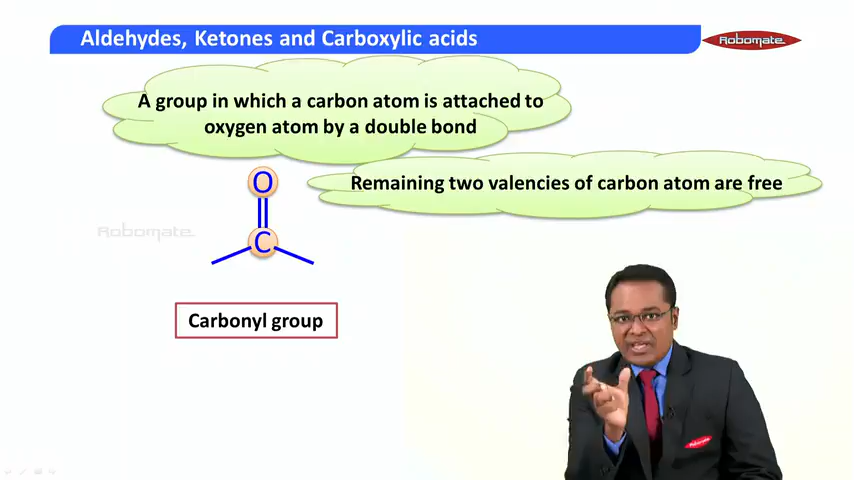 Aldehydes, Ketones and Carboxylic acids
Robomate
A group in which a carbon atom is attached to
oxygen atom by a double bond
Remaining two valencies of carbon atom are free
O
Robomate
C
Carbonyl group
Robomate